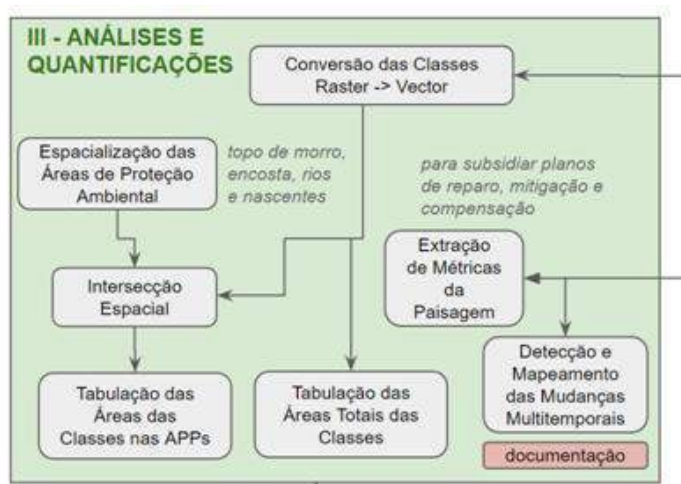 III - ANÁLISES E
QUANTIFICAÇÕES
Conversão das Classes
Raster -> Vector
Espacialização das
Áreas de Proteção
Ambiental
topo de morro,
encosta, rios
e nascentes
para subsidiar planos
de reparo, mitigação e
compensação
Extração
de Métricas
da
Paisagem
Intersecção
Espacial
Detecção e
Mapeamento
das Mudanças
Multitemporais
Tabulação das
Áreas das
Classes nas APPs
Tabulação das
Áreas Totais das
Classes
documentação